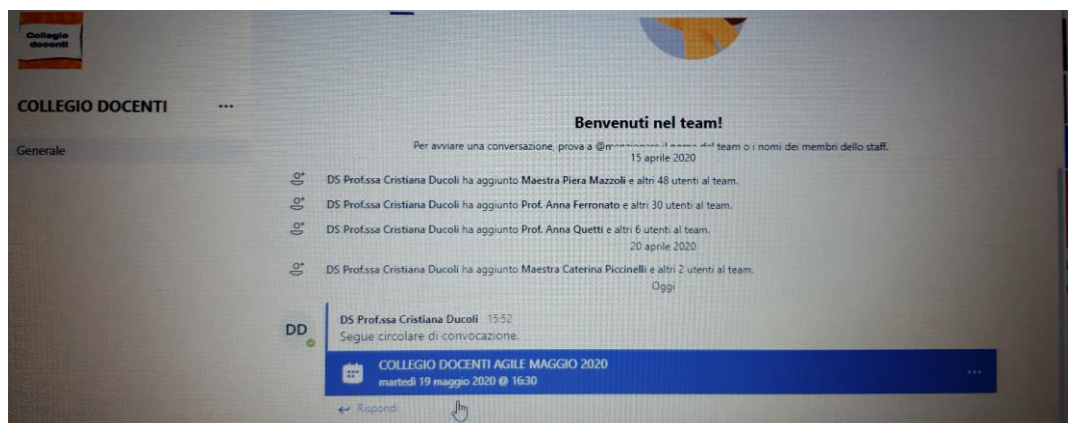 Collegio
docenti
COLLEGIO DOCENTI ...
Generale
Benvenuti nel team!
Per avviare una conversazione, prova a @menzionare il nome del team o i nomi dei membri dello staff.
15 aprile 2020
DS Prof.ssa Cristiana Ducoli ha aggiunto Maestra Piera Mazzoli e altri 48 utenti al team.
DS Prof.ssa Cristiana Ducoli ha aggiunto Prof. Anna Ferronato e altri 30 utenti al team.
DS Prof.ssa Cristiana Ducoli ha aggiunto Prof. Anna Quetti e altri 6 utenti al team.
20 aprile 2020
DS Prof.ssa Cristiana Ducoli ha aggiunto Maestra Caterina Piccinelli e altri 2 utenti al team.
Oggi
DD
DS Prof.ssa Cristiana Ducoli 15:52
Segue circolare di convocazione.
COLLEGIO DOCENTI AGILE MAGGIO 2020
martedì 19 maggio 2020 @ 16:30
Rispondi